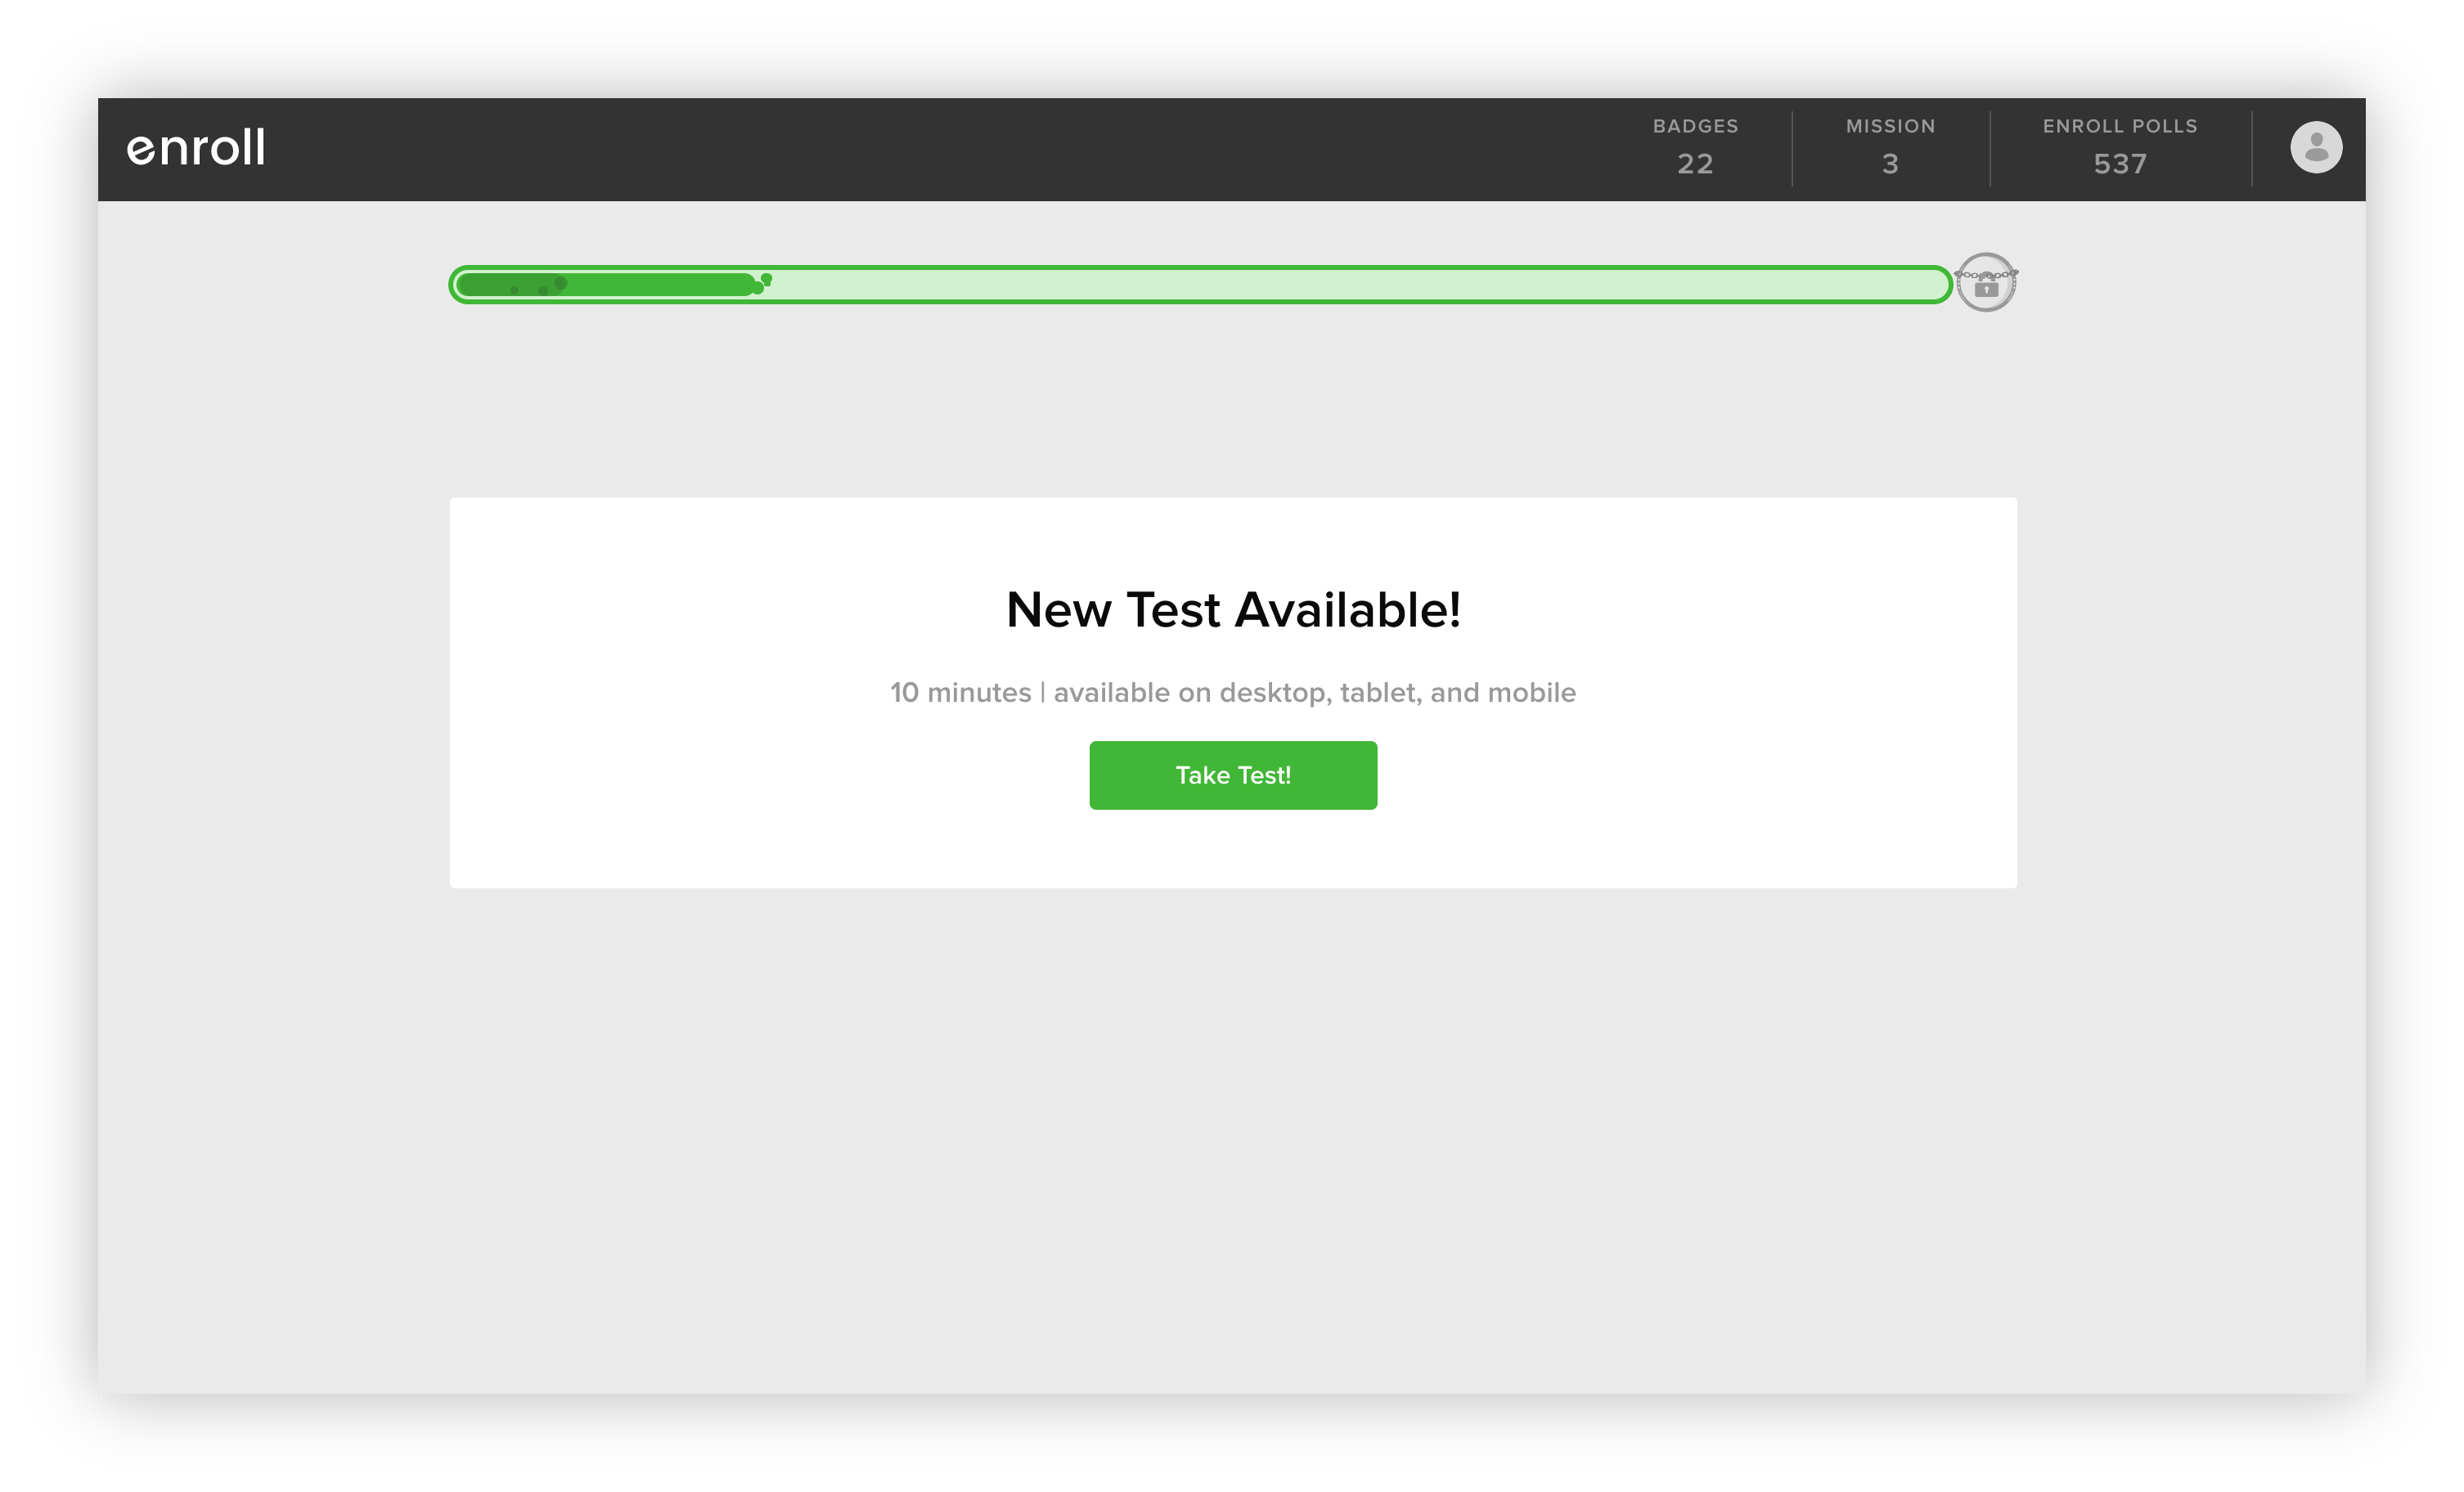 enroll
BADGES
22
MISSION
3
ENROLL POLLS
537
New Test Available!
10 minutes | available on desktop, tablet, and mobile
Take Test!